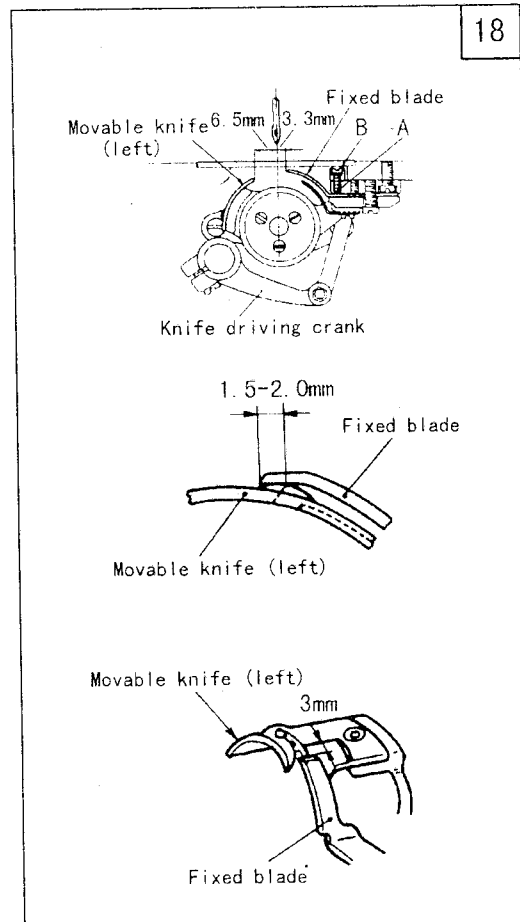 18
Fixed blade
Movable knife 6.5mm 3.3mm B A
(left)
Knife driving crank
1.5-2.0mm
Fixed blade
Movable knife (left)
Movable knife (left)
3mm
Fixed blade